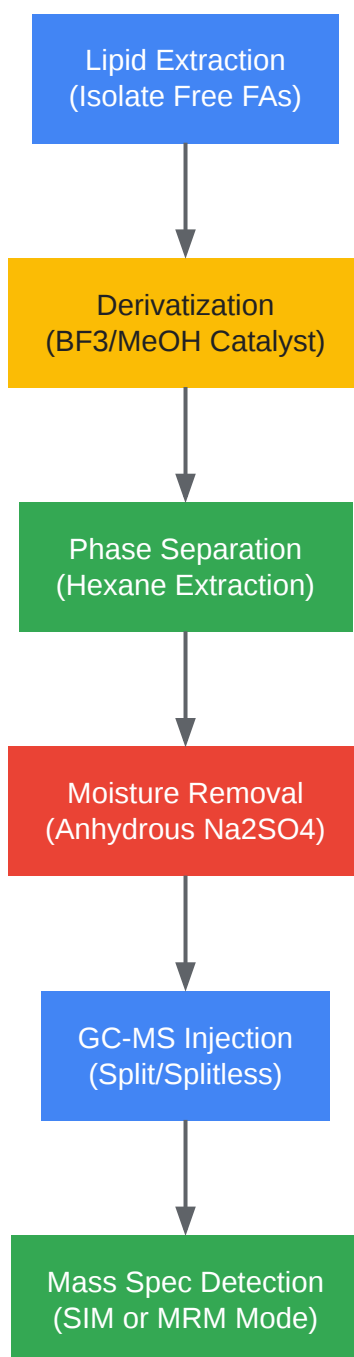 Lipid Extraction
(Isolate Free FAs)
Derivatization
(BF3/MeOH Catalyst)
Phase Separation
(Hexane Extraction)
Moisture Removal
(Anhydrous Na2SO4)
GC-MS Injection
(Split/Splitless)
Mass Spec Detection
(SIM or MRM Mode)